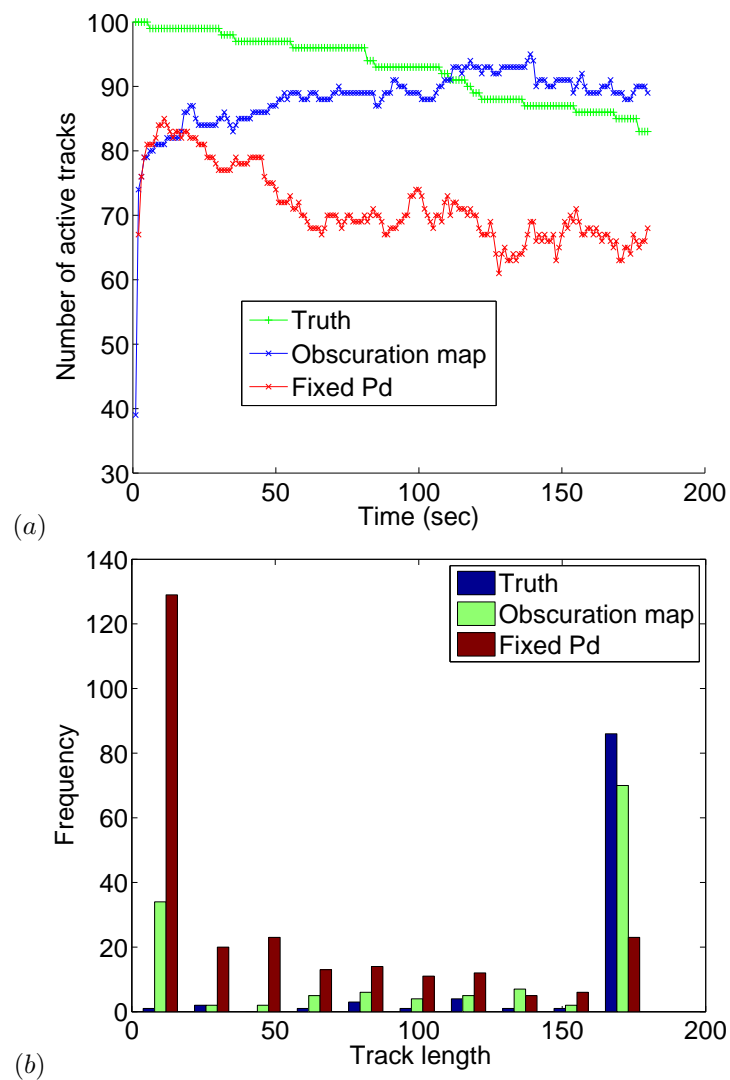 100
90
80
70
60
50
40
30
Number of active tracks
Truth
Obscuration map
Fixed Pd
0 50 100 150 200
Time (sec)
(a)
140
120
100
80
60
40
20
0
Frequency
Truth
Obscuration map
Fixed Pd
0 50 100 150 200
Track length
(b)